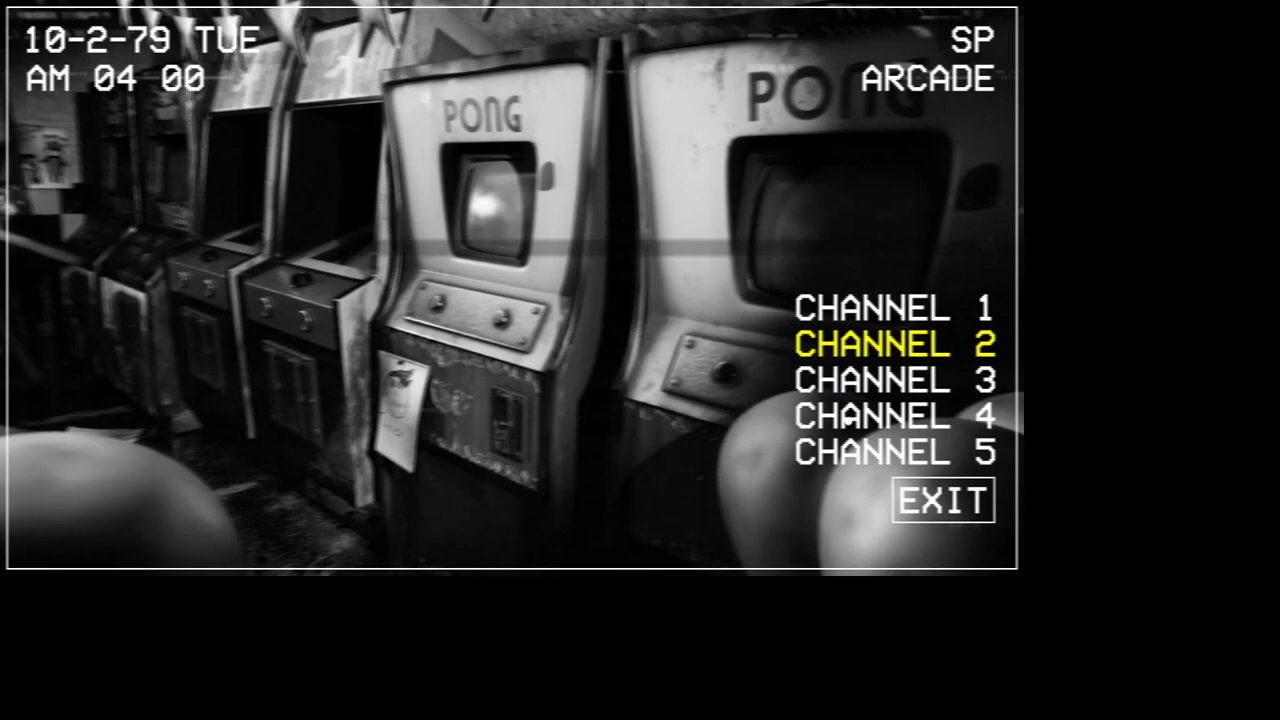 10-2-79 TUE
AM 04 00
SP
ARCADE
PONG
PONG
CHANNEL 1
CHANNEL 2
CHANNEL 3
CHANNEL 4
CHANNEL 5
EXIT